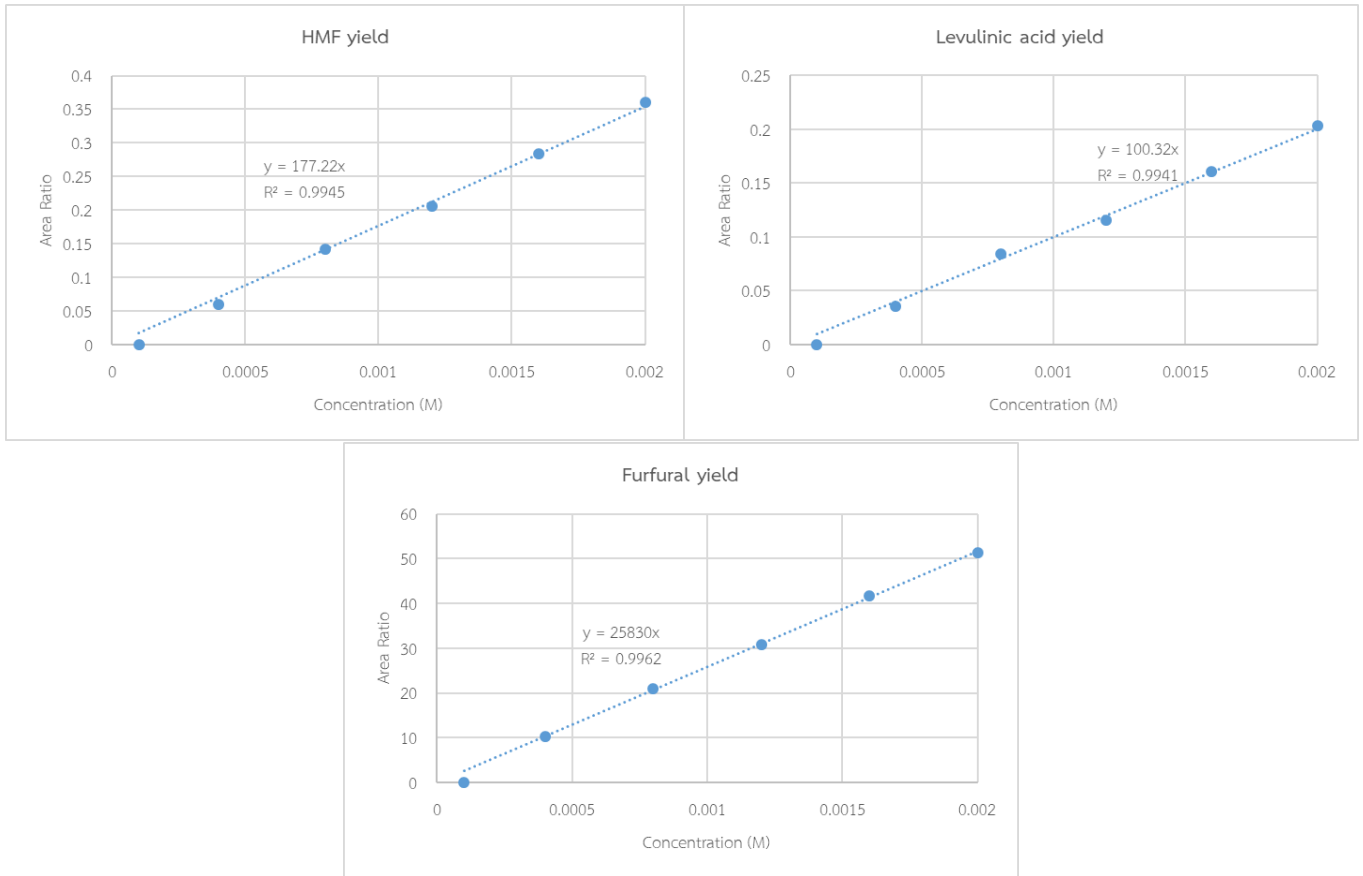 HMF yield
Area Ratio
0.4
0.35
0.3
0.25
0.2
0.15
0.1
0.05
0
y = 177.22x
R² = 0.9945
0 0.0005 0.001 0.0015 0.002
Concentration (M)
Levulinic acid yield
Area Ratio
0.25
0.2
0.15
0.1
0.05
0
y = 100.32x
R² = 0.9941
0 0.0005 0.001 0.0015 0.002
Concentration (M)
Furfural yield
Area Ratio
60
50
40
30
20
10
0
y = 25830x
R² = 0.9962
0 0.0005 0.001 0.0015 0.002
Concentration (M)